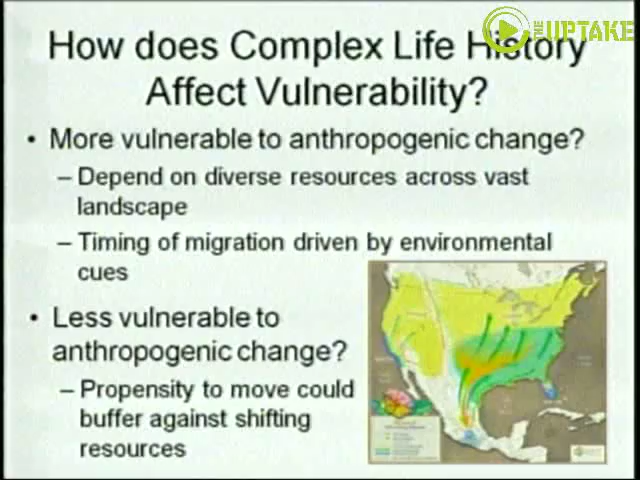 THE UPTAKE
How does Complex Life History
Affect Vulnerability?
• More vulnerable to anthropogenic change?
– Depend on diverse resources across vast
landscape
– Timing of migration driven by environmental
cues
• Less vulnerable to
anthropogenic change?
– Propensity to move could
buffer against shifting
resources